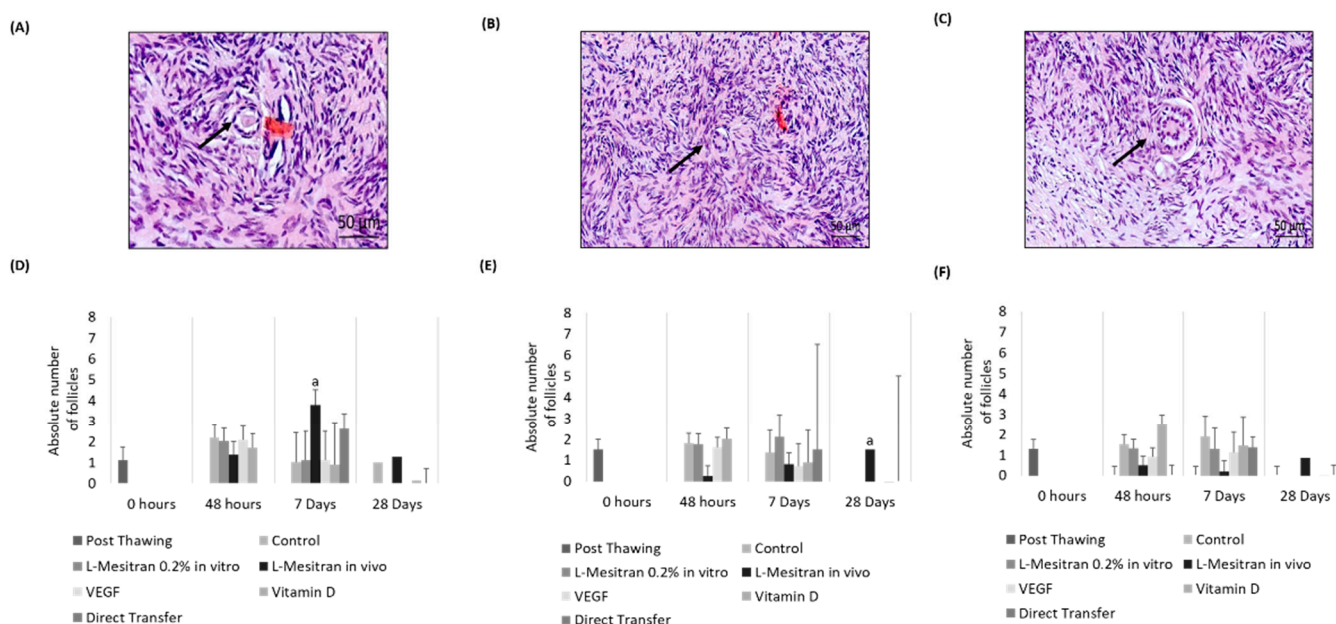 (A)
(B)
(C)
50 µm
50 µm
50 µm
(D)
(E)
(F)
Absolute number
of follicles
8
7
6
5
4
3
2
1
0
a
0 hours
48 hours
7 Days
28 Days
Post Thawing
Control
L-Mesitran 0.2% in vitro
L-Mesitran in vivo
VEGF
Vitamin D
Direct Transfer
Absolute number
of follicles
8
7
6
5
4
3
2
1
0
a
0 hours
48 hours
7 Days
28 Days
Post Thawing
Control
L-Mesitran 0.2% in vitro
L-Mesitran in vivo
VEGF
Vitamin D
Direct Transfer
Absolute number
of follicles
8
7
6
5
4
3
2
1
0
0 hours
48 hours
7 Days
28 Days
Post Thawing
Control
L-Mesitran 0.2% in vitro
L-Mesitran in vivo
VEGF
Vitamin D
Direct Transfer